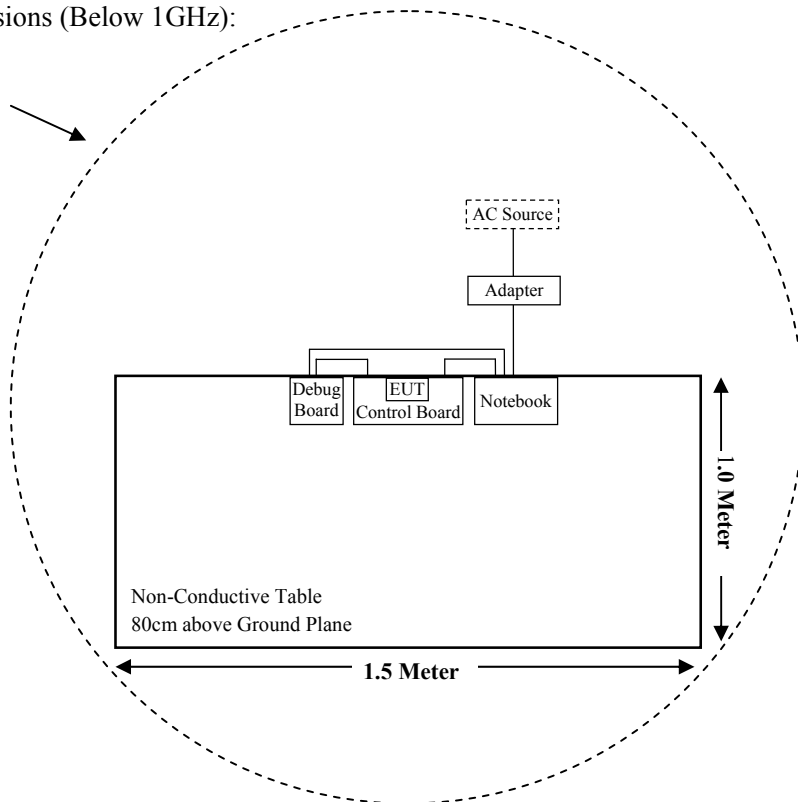 sions (Below 1GHz):
AC Source
Adapter
Debug
Board
EUT
Control Board
Notebook
1.0 Meter
Non-Conductive Table
80cm above Ground Plane
1.5 Meter